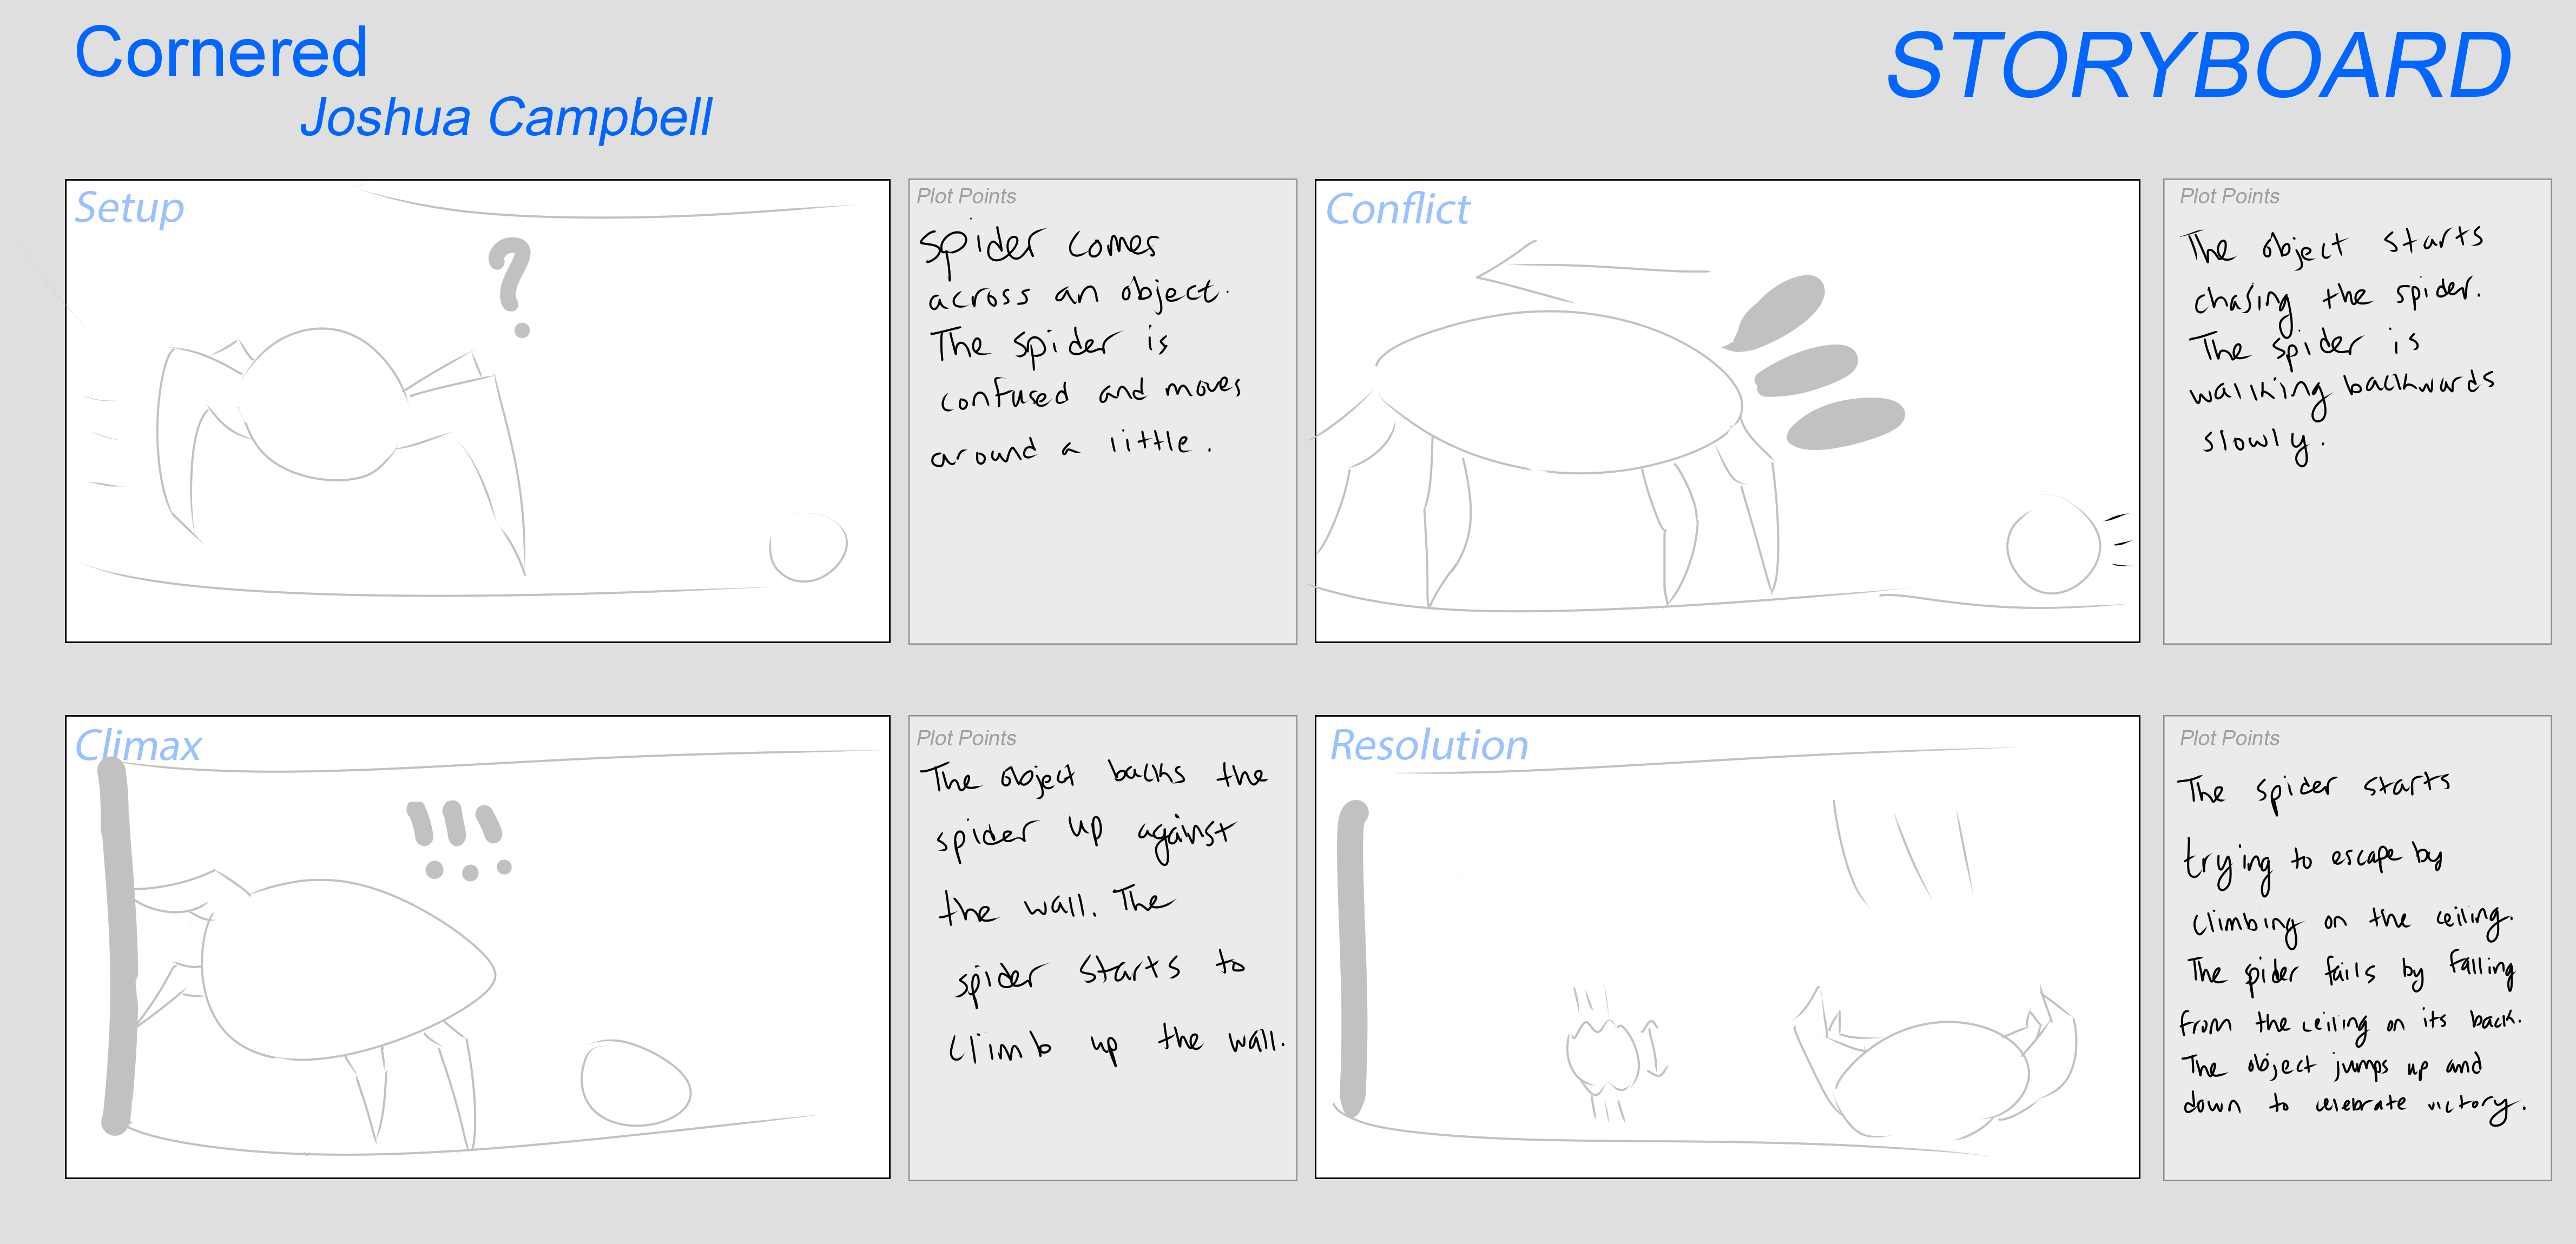 Cornered
Joshua Campbell
STORYBOARD
Setup
?
Plot Points
Spider comes
across an object.
The spider is
confused and moves
around a little.
Conflict
Plot Points
The object starts
chasing the spider.
The spider is
walking backwards
slowly.
Climax
!!!
Plot Points
The object backs the
spider up against
the wall. The
spider starts to
climb up the wall.
Resolution
Plot Points
The spider starts
trying to escape by
climbing on the ceiling.
The spider fails by falling
from the ceiling on its back.
The object jumps up and
down to celebrate victory.